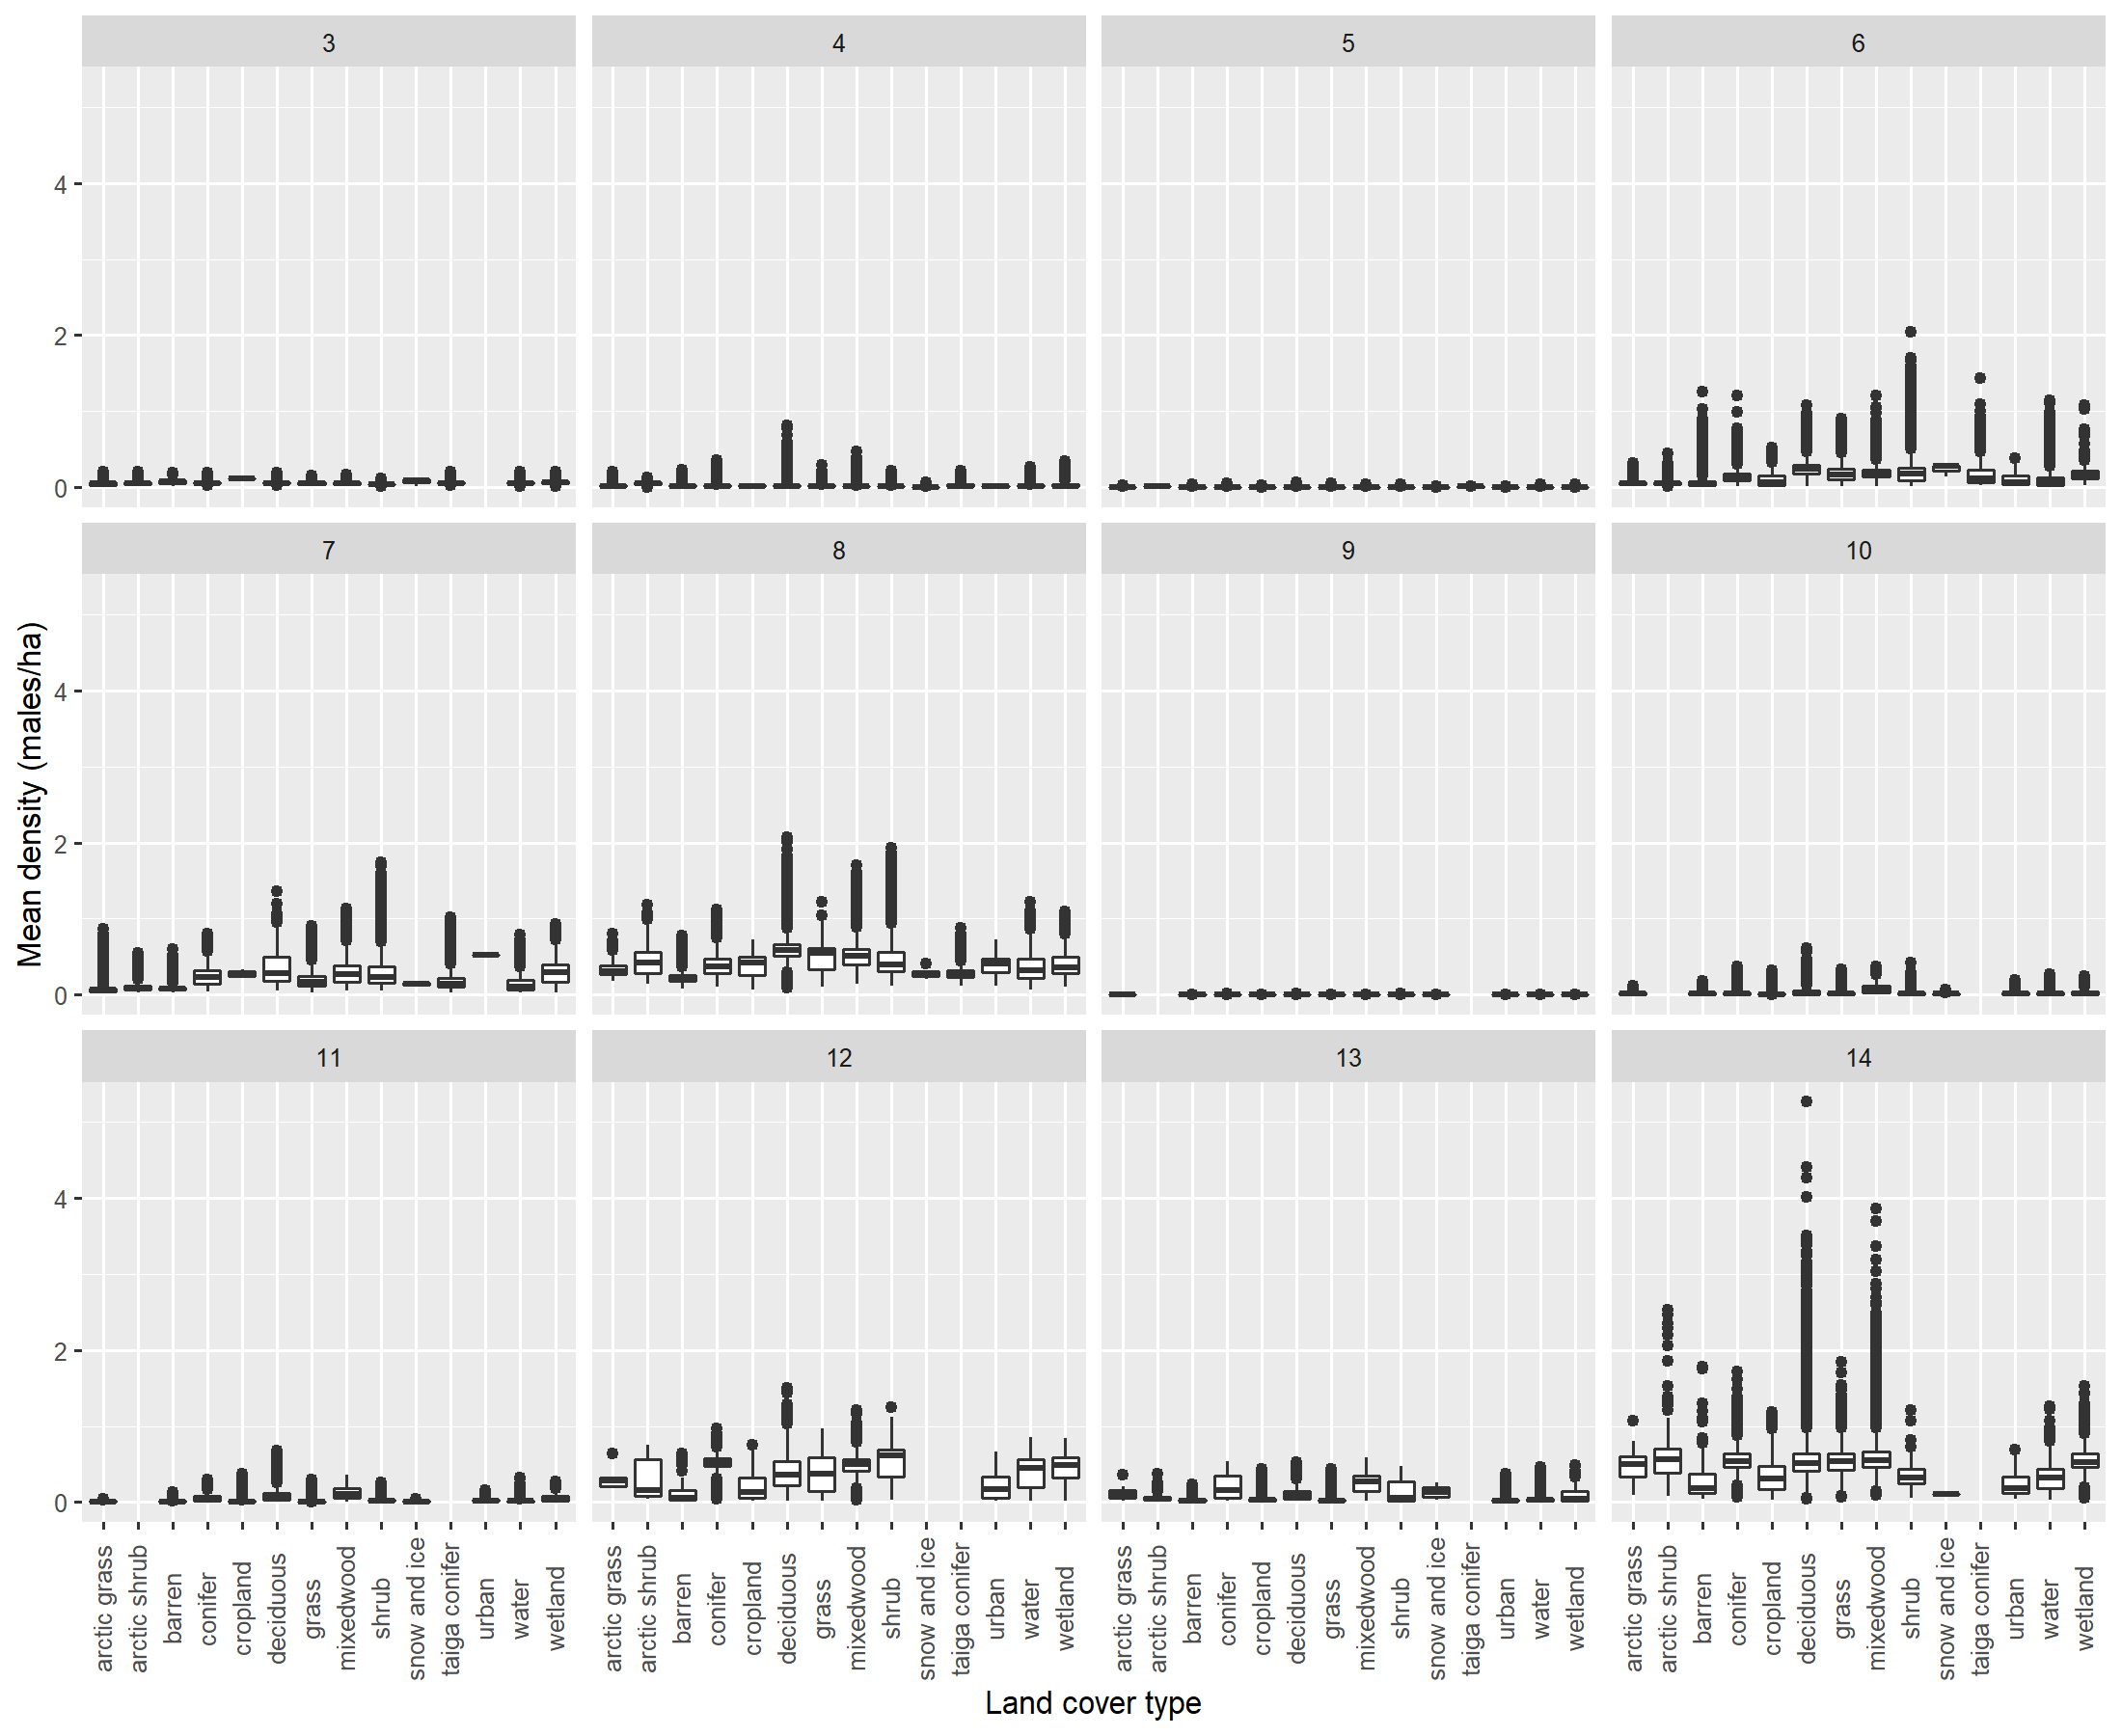 3 4 5 6
4
2
0
7 8 9 10
4
2
0
11 12 13 14
4
2
0
Mean density (males/ha)
arctic grass arctic shrub barren conifer cropland deciduous grass mixedwood shrub snow and ice taiga conifer urban water wetland
arctic grass arctic shrub barren conifer cropland deciduous grass mixedwood shrub snow and ice taiga conifer urban water wetland
arctic grass arctic shrub barren conifer cropland deciduous grass mixedwood shrub snow and ice taiga conifer urban water wetland
arctic grass arctic shrub barren conifer cropland deciduous grass mixedwood shrub snow and ice taiga conifer urban water wetland
Land cover type